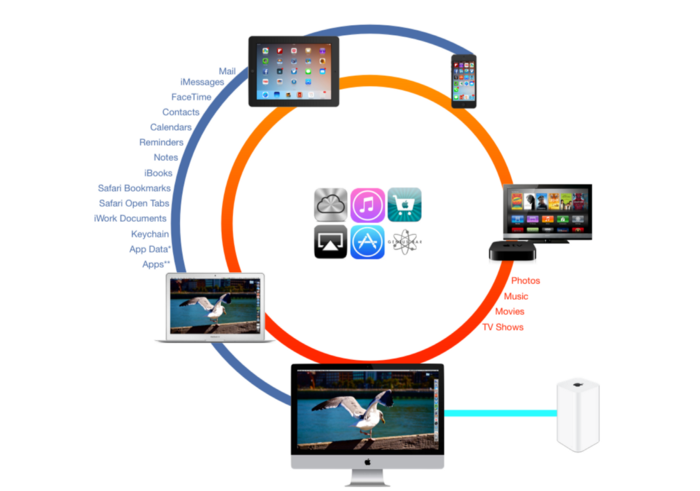 Mail
iMessages
FaceTime
Contacts
Calendars
Reminders
Notes
iBooks
Safari Bookmarks
Safari Open Tabs
iWork Documents
Keychain
App Data*
Apps**
Photos
Music
Movies
TV Shows